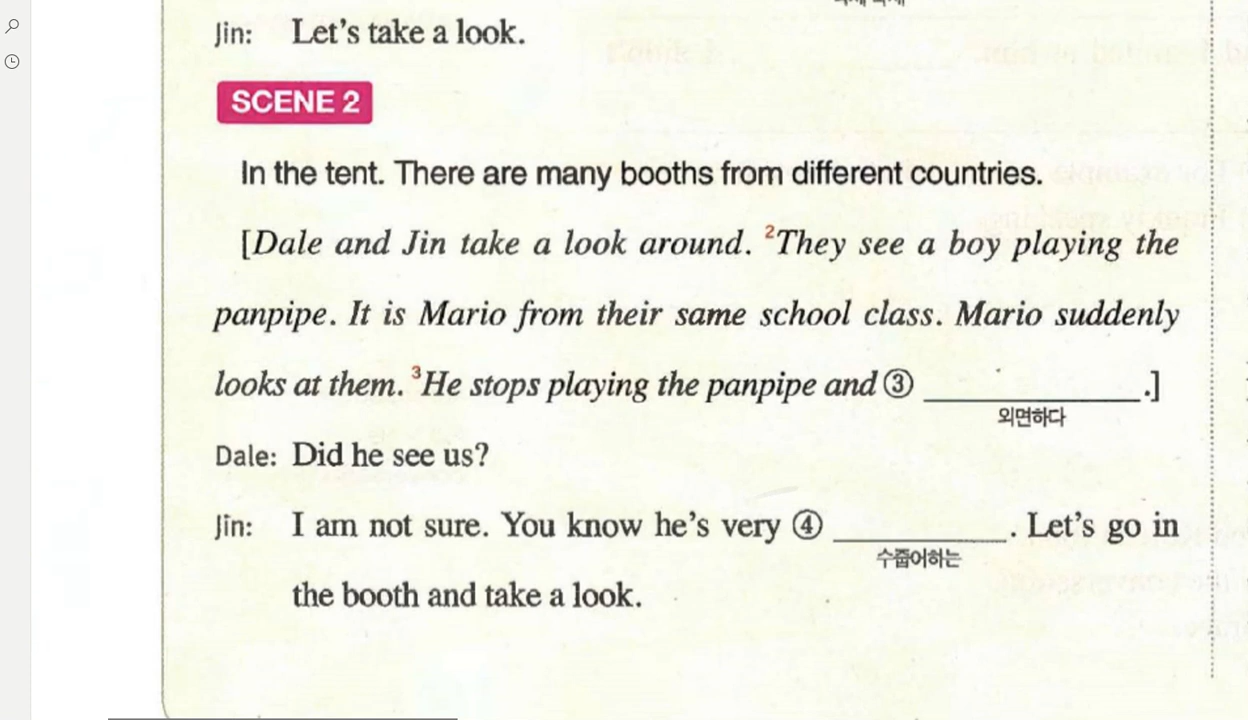 Jin: Let's take a look.
SCENE 2
In the tent. There are many booths from different countries.
[Dale and Jin take a look around. ²They see a boy playing the
panpipe. It is Mario from their same school class. Mario suddenly
looks at them. ³He stops playing the panpipe and ③ ____________.]
외면하다
Dale: Did he see us?
Jin: I am not sure. You know he's very ④ __________. Let's go in
수줍어하는
the booth and take a look.